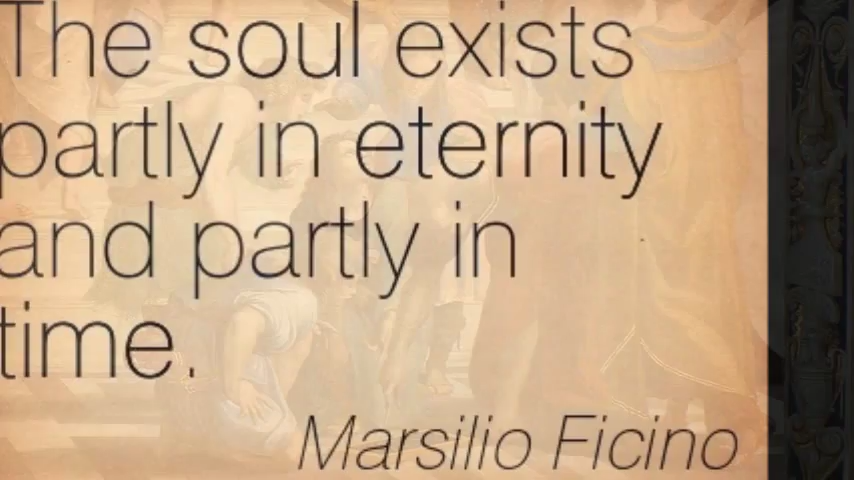 The soul exists
partly in eternity
and partly in
time.
Marsilio Ficino